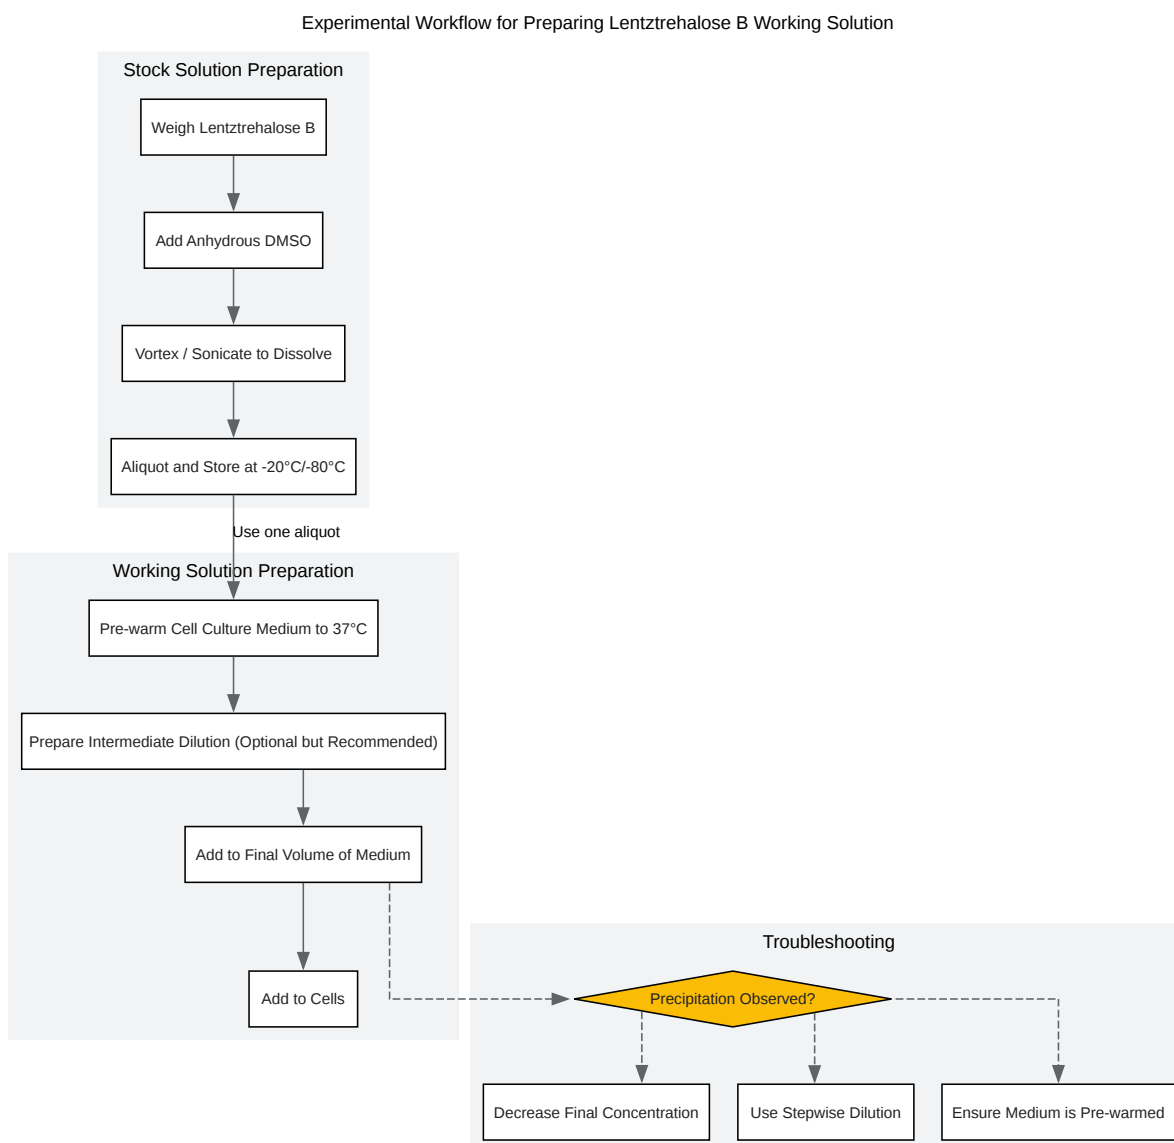 Experimental Workflow for Preparing Lentztrehalose B Working Solution
Stock Solution Preparation
Weigh Lentztrehalose B
Add Anhydrous DMSO
Vortex / Sonicate to Dissolve
Aliquot and Store at -20°C/-80°C
Use one aliquot
Working Solution Preparation
Pre-warm Cell Culture Medium to 37°C
Prepare Intermediate Dilution (Optional but Recommended)
Add to Final Volume of Medium
Add to Cells
Troubleshooting
Precipitation Observed?
Decrease Final Concentration
Use Stepwise Dilution
Ensure Medium is Pre-warmed